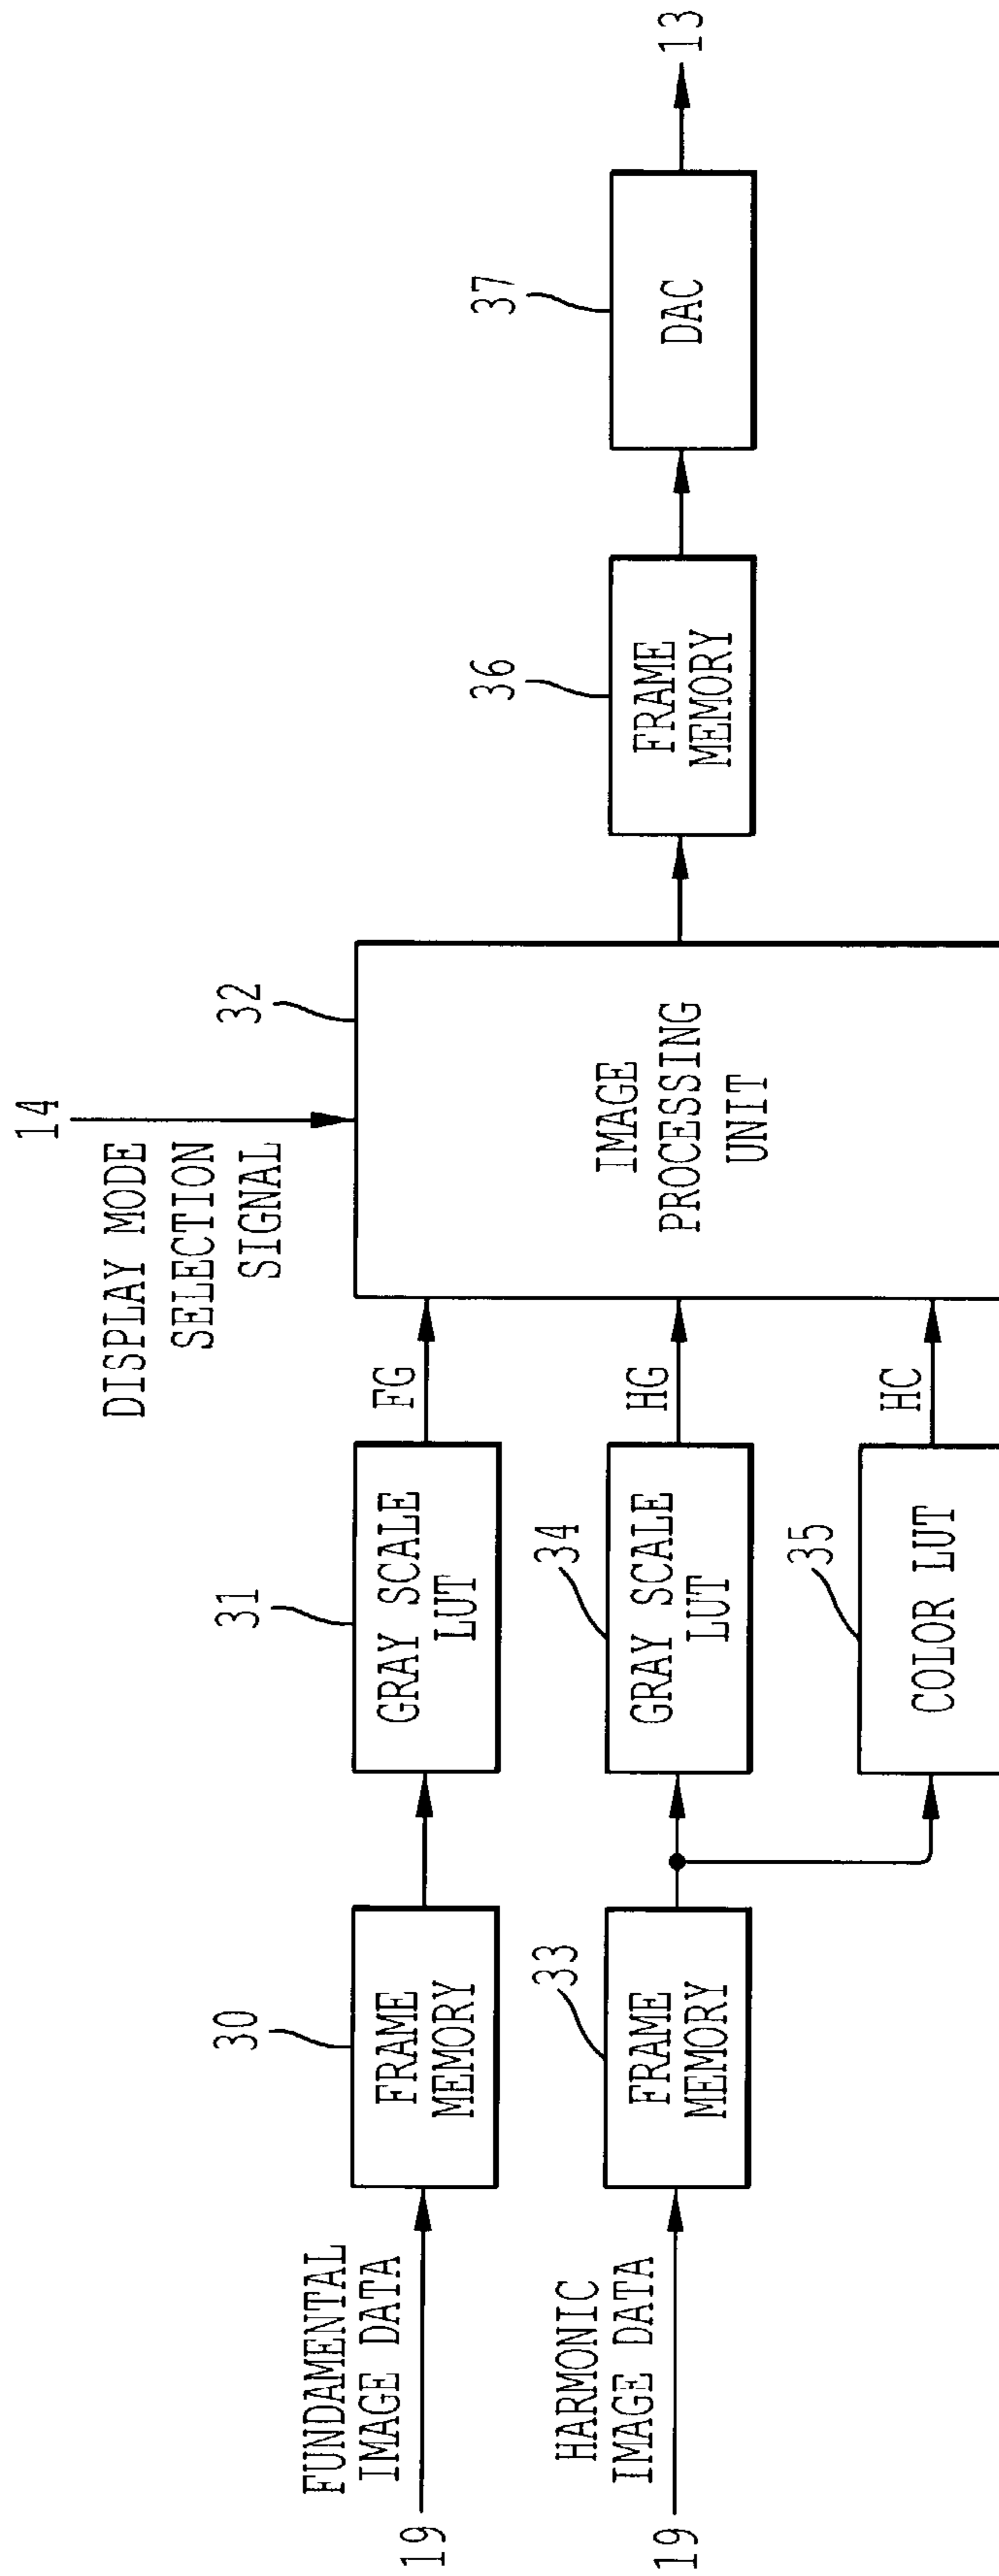 14
DISPLAY MODE
SELECTION
SIGNAL
32
19
FUNDAMENTAL
IMAGE DATA
30
FRAME
MEMORY
31
GRAY SCALE
LUT
FG
19
HARMONIC
IMAGE DATA
33
FRAME
MEMORY
34
GRAY SCALE
LUT
HG
35
COLOR LUT
HC
IMAGE
PROCESSING
UNIT
36
FRAME
MEMORY
37
DAC
13